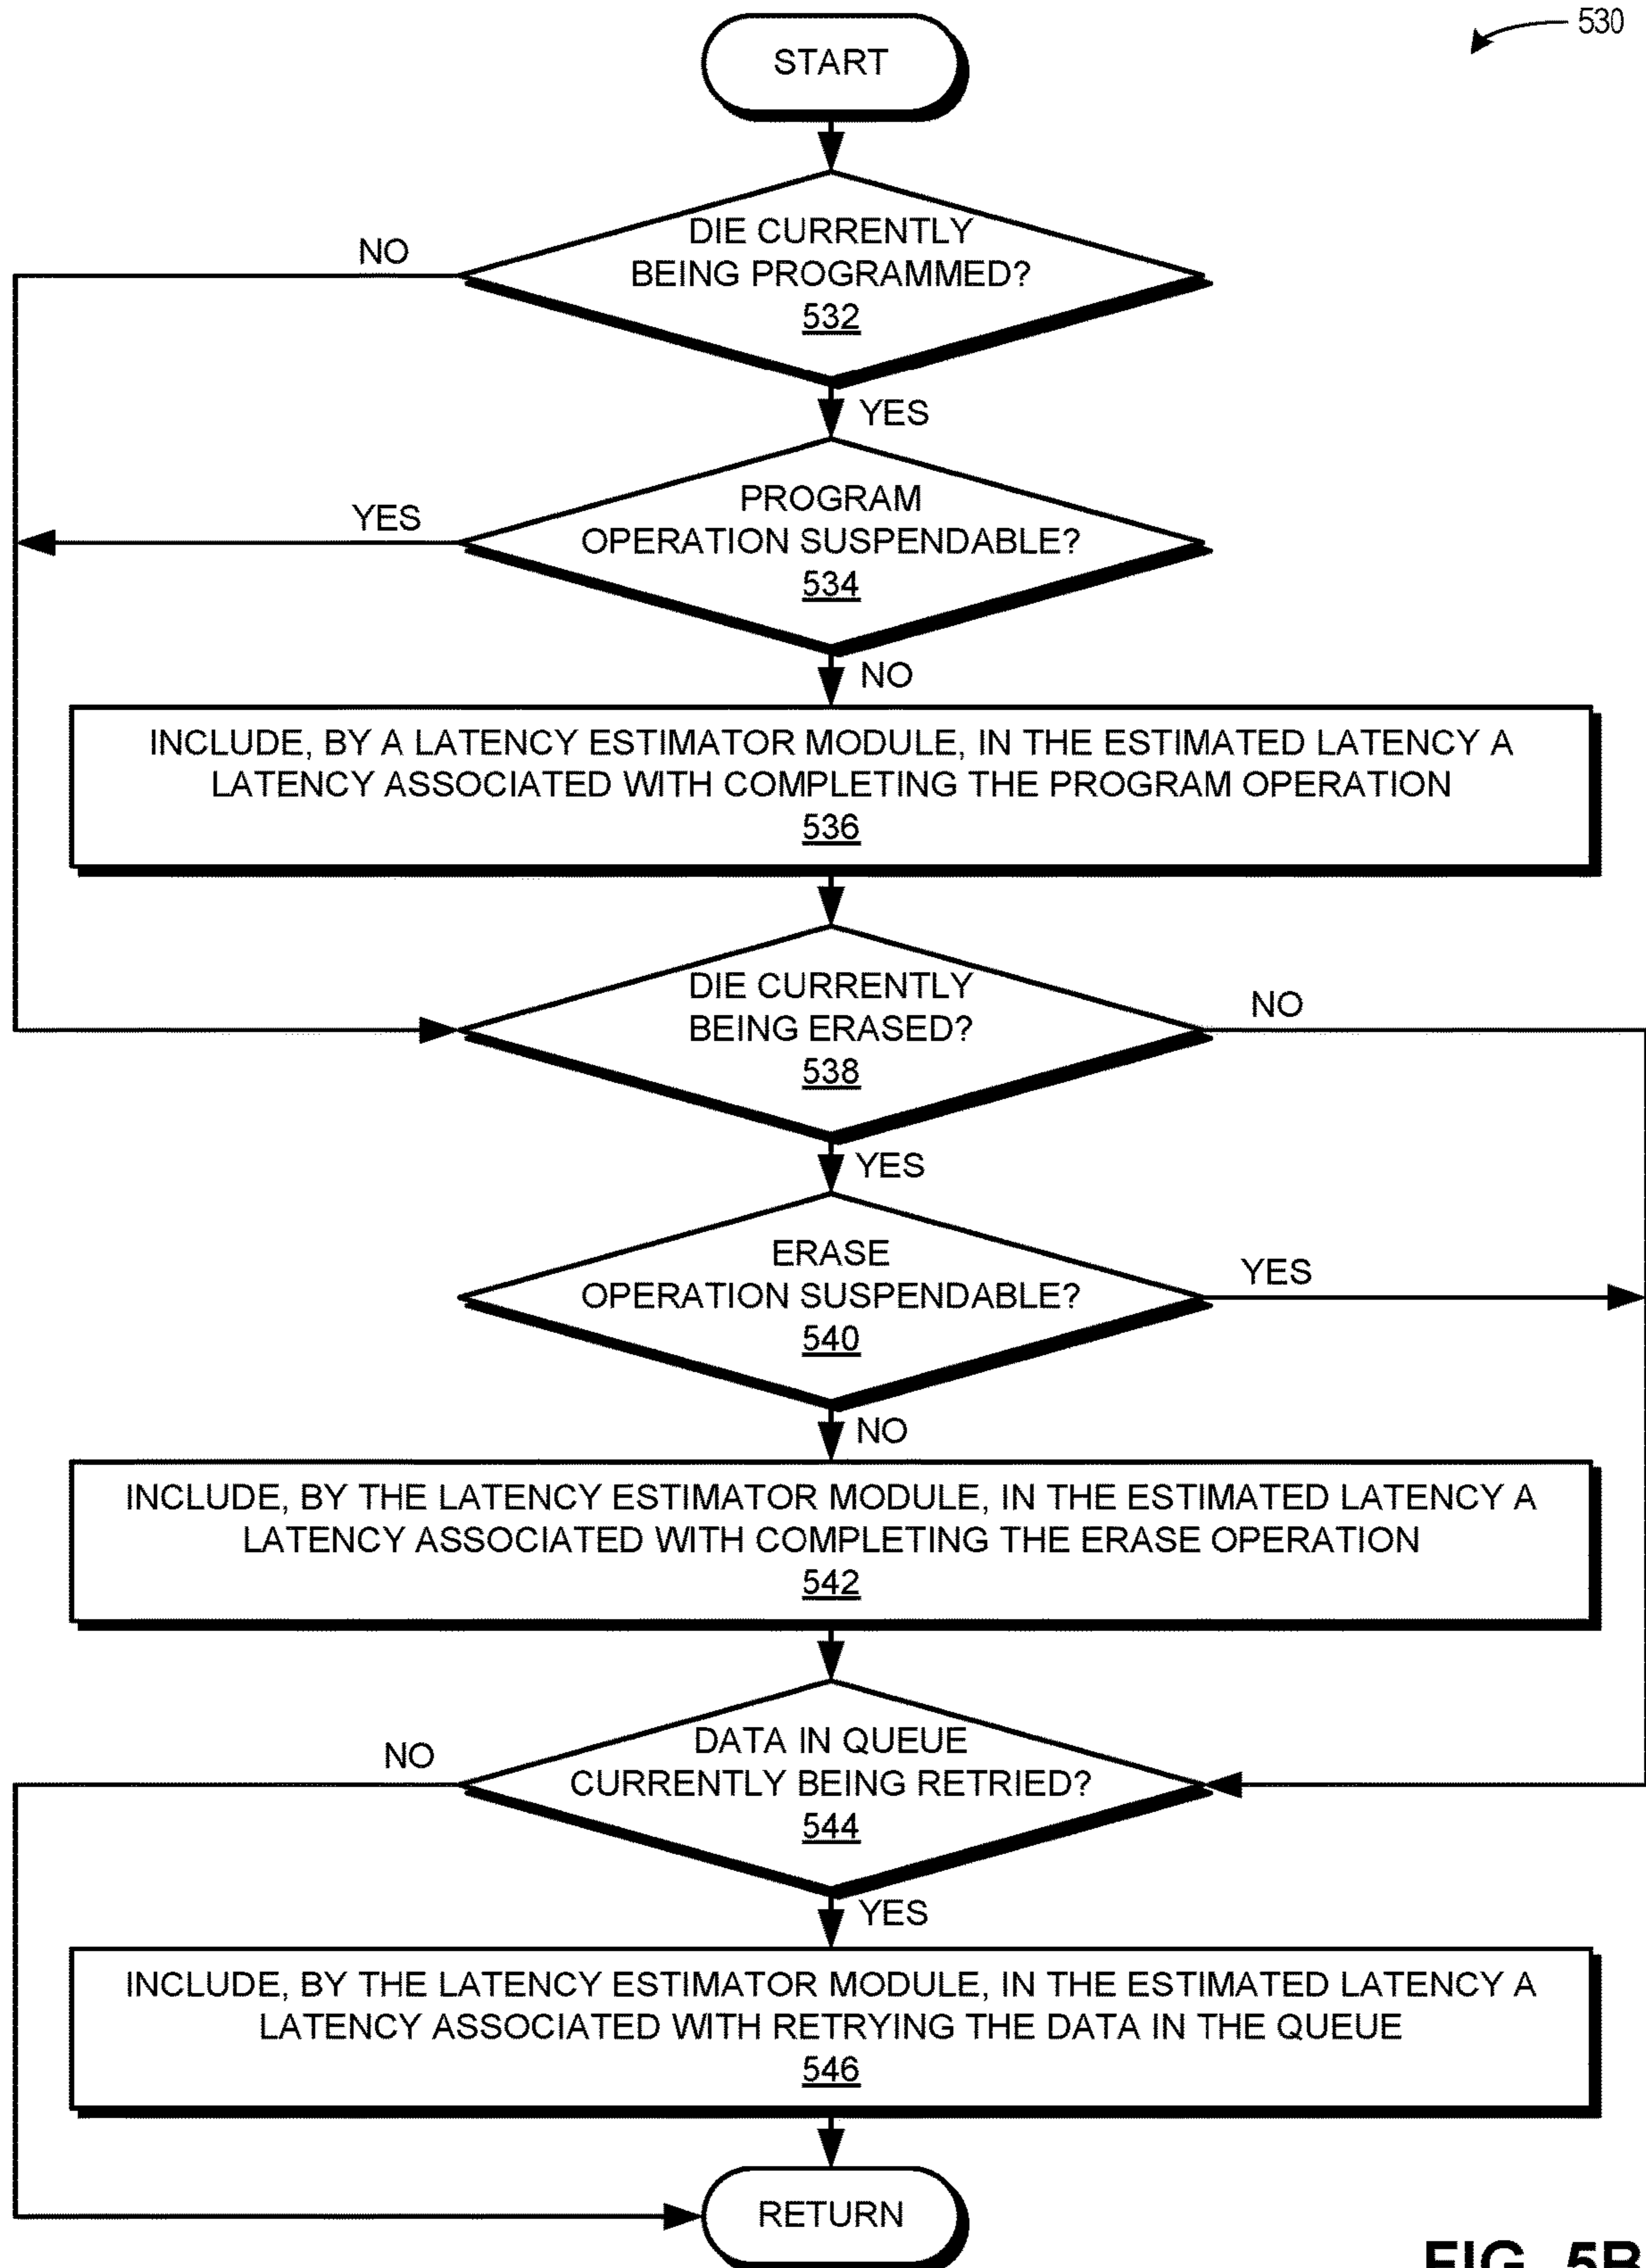 530
START
DIE CURRENTLY
BEING PROGRAMMED?
532
NO
YES
PROGRAM
OPERATION SUSPENDABLE?
534
YES
NO
INCLUDE, BY A LATENCY ESTIMATOR MODULE, IN THE ESTIMATED LATENCY A
LATENCY ASSOCIATED WITH COMPLETING THE PROGRAM OPERATION
536
DIE CURRENTLY
BEING ERASED?
538
NO
YES
ERASE
OPERATION SUSPENDABLE?
540
YES
NO
INCLUDE, BY THE LATENCY ESTIMATOR MODULE, IN THE ESTIMATED LATENCY A
LATENCY ASSOCIATED WITH COMPLETING THE ERASE OPERATION
542
DATA IN QUEUE
CURRENTLY BEING RETRIED?
544
NO
YES
INCLUDE, BY THE LATENCY ESTIMATOR MODULE, IN THE ESTIMATED LATENCY A
LATENCY ASSOCIATED WITH RETRYING THE DATA IN THE QUEUE
546
RETURN
FIG. 5B